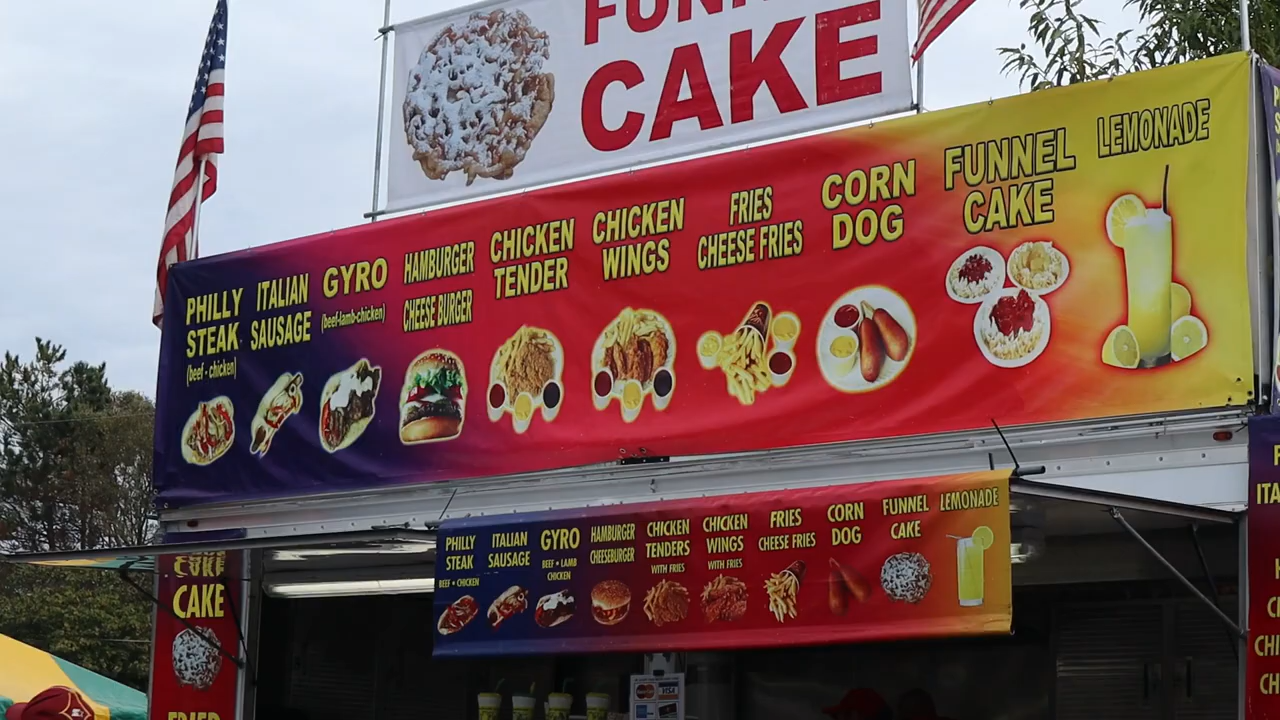 CAKE
PHILLY
STEAK
(beef - chicken)
ITALIAN
SAUSAGE
GYRO
(beef-lamb-chicken)
HAMBURGER
CHEESE BURGER
CHICKEN
TENDER
CHICKEN
WINGS
FRIES
CHEESE FRIES
CORN
DOG
FUNNEL
CAKE
LEMONADE
PHILLY
STEAK
BEEF • CHICKEN
ITALIAN
SAUSAGE
GYRO
BEEF • LAMB
CHICKEN
HAMBURGER
CHEESEBURGER
CHICKEN
TENDERS
WITH FRIES
CHICKEN
WINGS
WITH FRIES
FRIES
CHEESE FRIES
CORN
DOG
FUNNEL
CAKE
LEMONADE
CAKE
FRIED
VISA